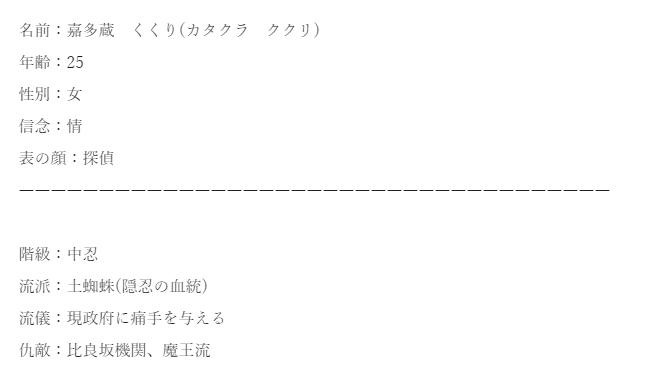 名前：嘉多蔵　くくり(カタクラ　ククリ)
年齢：25
性別：女
信念：情
表の顔：探偵
ーーーーーーーーーーーーーーーーーーーーーーーーーーーーーーーーーーーーー
階級：中忍
流派：土蜘蛛(隠忍の血統)
流儀：現政府に痛手を与える
仇敵：比良坂機関、魔王流